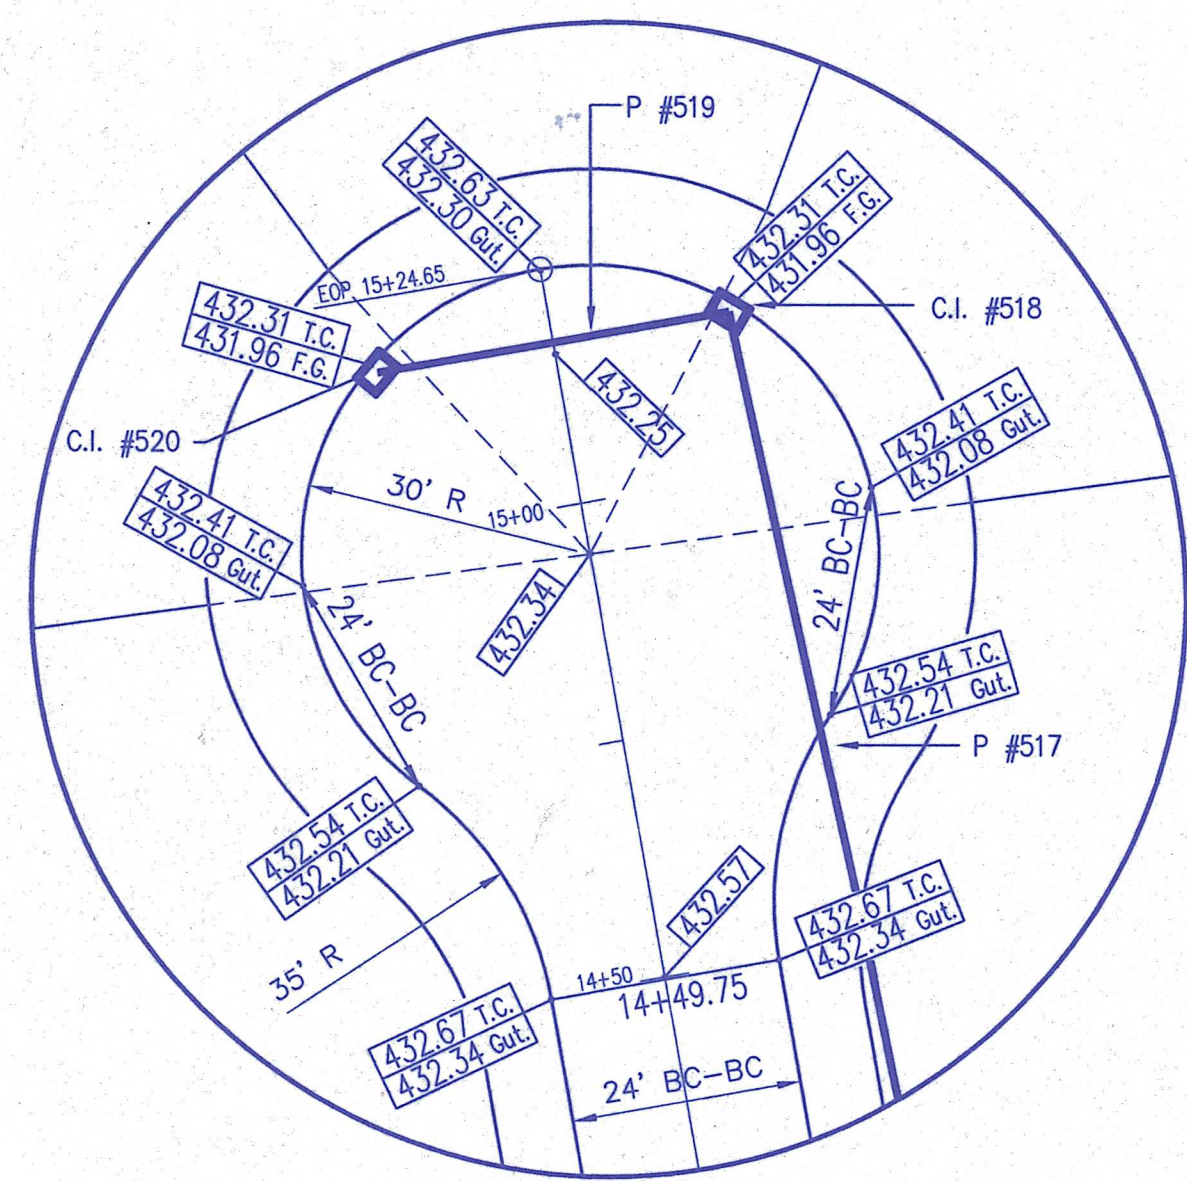 P #519
432.63 T.C.
432.30 Gut.
432.31 T.C.
431.96 F.G.
EOP 15+24.65
432.31 T.C.
431.96 F.G.
C.I. #518
432.25
C.I. #520
432.41 T.C.
432.08 Gut.
30' R
15+00
432.41 T.C.
432.08 Gut.
24' BC-BC
432.34
24' BC-BC
432.54 T.C.
432.21 Gut.
P #517
432.54 T.C.
432.21 Gut.
432.57
432.67 T.C.
432.34 Gut.
35' R
14+50
14+49.75
432.67 T.C.
432.34 Gut.
24' BC-BC